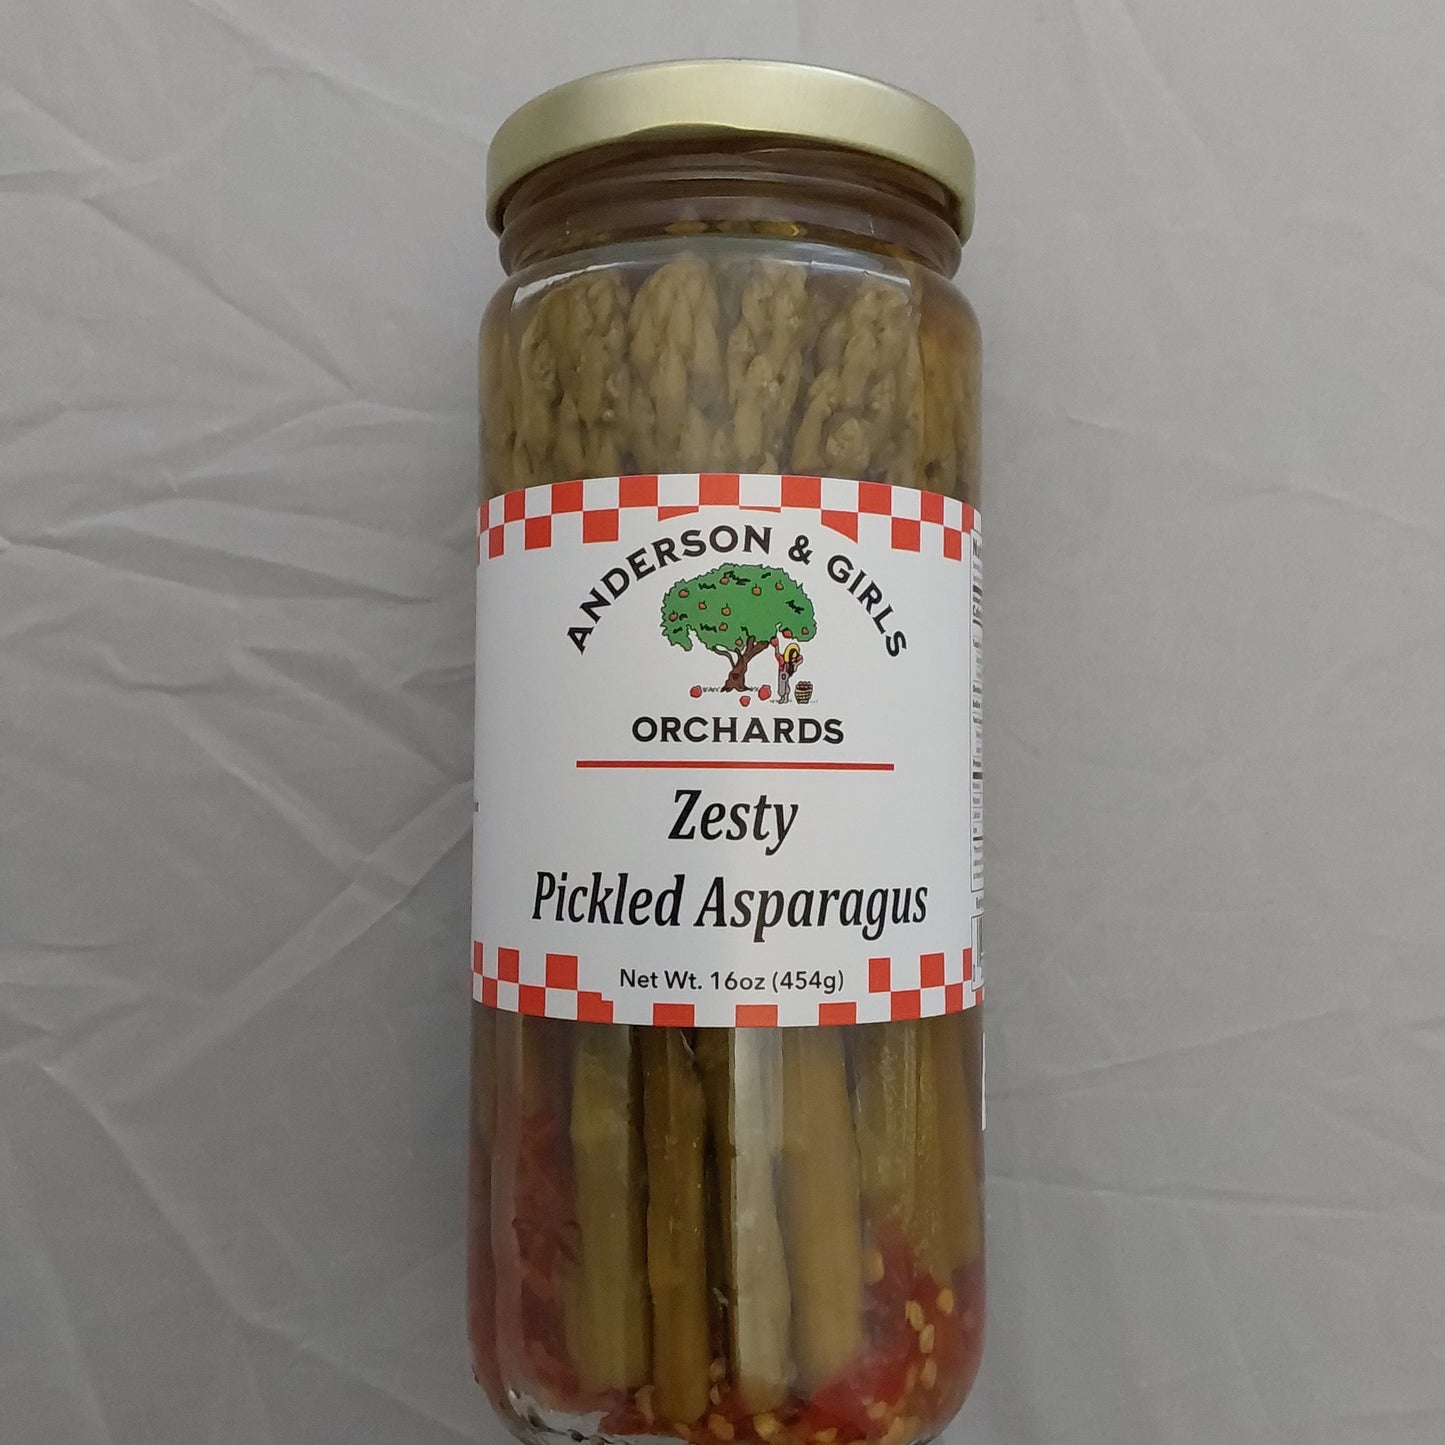 ANDERSON & GIRLS
ORCHARDS
Zesty
Pickled Asparagus
Net Wt. 16oz (454g)